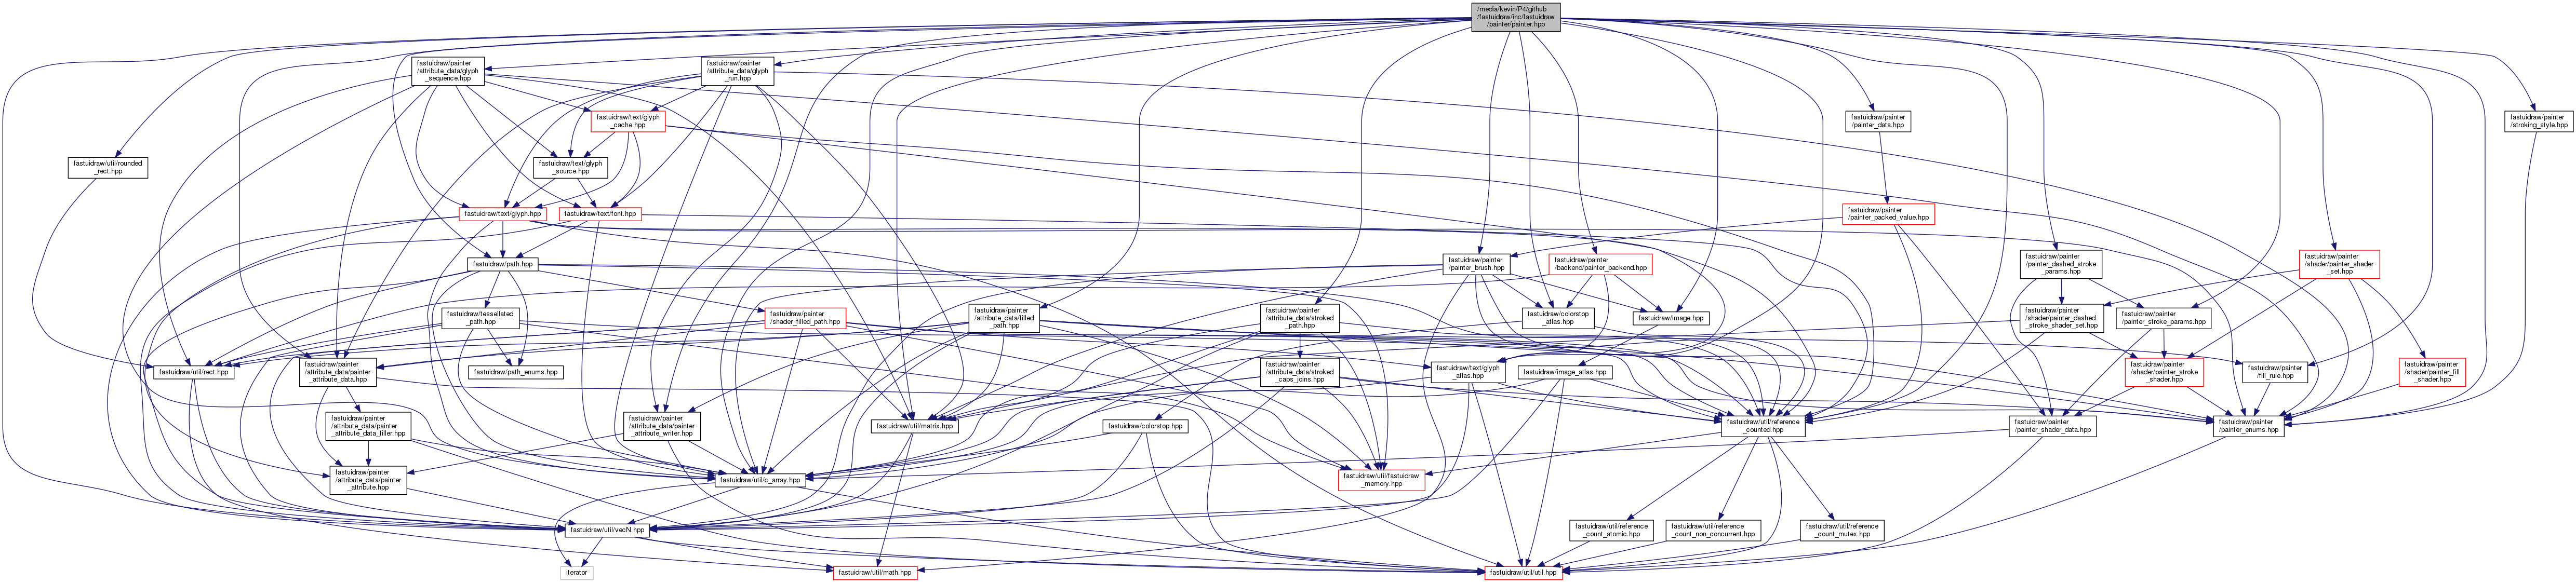 /media/kevin/P4/github
/fastuidraw/inc/fastuidraw
/painter/painter.hpp
fastuidraw/painter
/attribute_data/glyph
_sequence.hpp
fastuidraw/painter
/attribute_data/glyph
_run.hpp
fastuidraw/text/glyph
_cache.hpp
fastuidraw/painter
/painter_data.hpp
fastuidraw/painter
/stroking_style.hpp
fastuidraw/util/rounded
_rect.hpp
fastuidraw/text/glyph
_source.hpp
fastuidraw/text/glyph.hpp
fastuidraw/text/font.hpp
fastuidraw/painter
/painter_packed_value.hpp
fastuidraw/path.hpp
fastuidraw/painter
/painter_brush.hpp
fastuidraw/painter
/backend/painter_backend.hpp
fastuidraw/painter
/painter_dashed_stroke
_params.hpp
fastuidraw/painter
/shader/painter_shader
_set.hpp
fastuidraw/tessellated
_path.hpp
fastuidraw/painter
/shader_filled_path.hpp
fastuidraw/painter
/attribute_data/filled
_path.hpp
fastuidraw/painter
/attribute_data/stroked
_path.hpp
fastuidraw/colorstop
_atlas.hpp
fastuidraw/image.hpp
fastuidraw/painter
/shader/painter_dashed
_stroke_shader_set.hpp
fastuidraw/painter
/painter_stroke_params.hpp
fastuidraw/util/rect.hpp
fastuidraw/painter
/attribute_data/painter
_attribute_data.hpp
fastuidraw/path_enums.hpp
fastuidraw/painter
/attribute_data/stroked
_caps_joins.hpp
fastuidraw/text/glyph
_atlas.hpp
fastuidraw/image_atlas.hpp
fastuidraw/painter
/shader/painter_stroke
_shader.hpp
fastuidraw/painter
/fill_rule.hpp
fastuidraw/painter
/shader/painter_fill
_shader.hpp
fastuidraw/painter
/attribute_data/painter
_attribute_data_filler.hpp
fastuidraw/painter
/attribute_data/painter
_attribute_writer.hpp
fastuidraw/util/matrix.hpp
fastuidraw/colorstop.hpp
fastuidraw/util/reference
_counted.hpp
fastuidraw/painter
/painter_shader_data.hpp
fastuidraw/painter
/painter_enums.hpp
fastuidraw/painter
/attribute_data/painter
_attribute.hpp
fastuidraw/util/c_array.hpp
fastuidraw/util/fastuidraw
_memory.hpp
fastuidraw/util/vecN.hpp
fastuidraw/util/reference
_count_atomic.hpp
fastuidraw/util/reference
_count_non_concurrent.hpp
fastuidraw/util/reference
_count_mutex.hpp
iterator
fastuidraw/util/math.hpp
fastuidraw/util/util.hpp